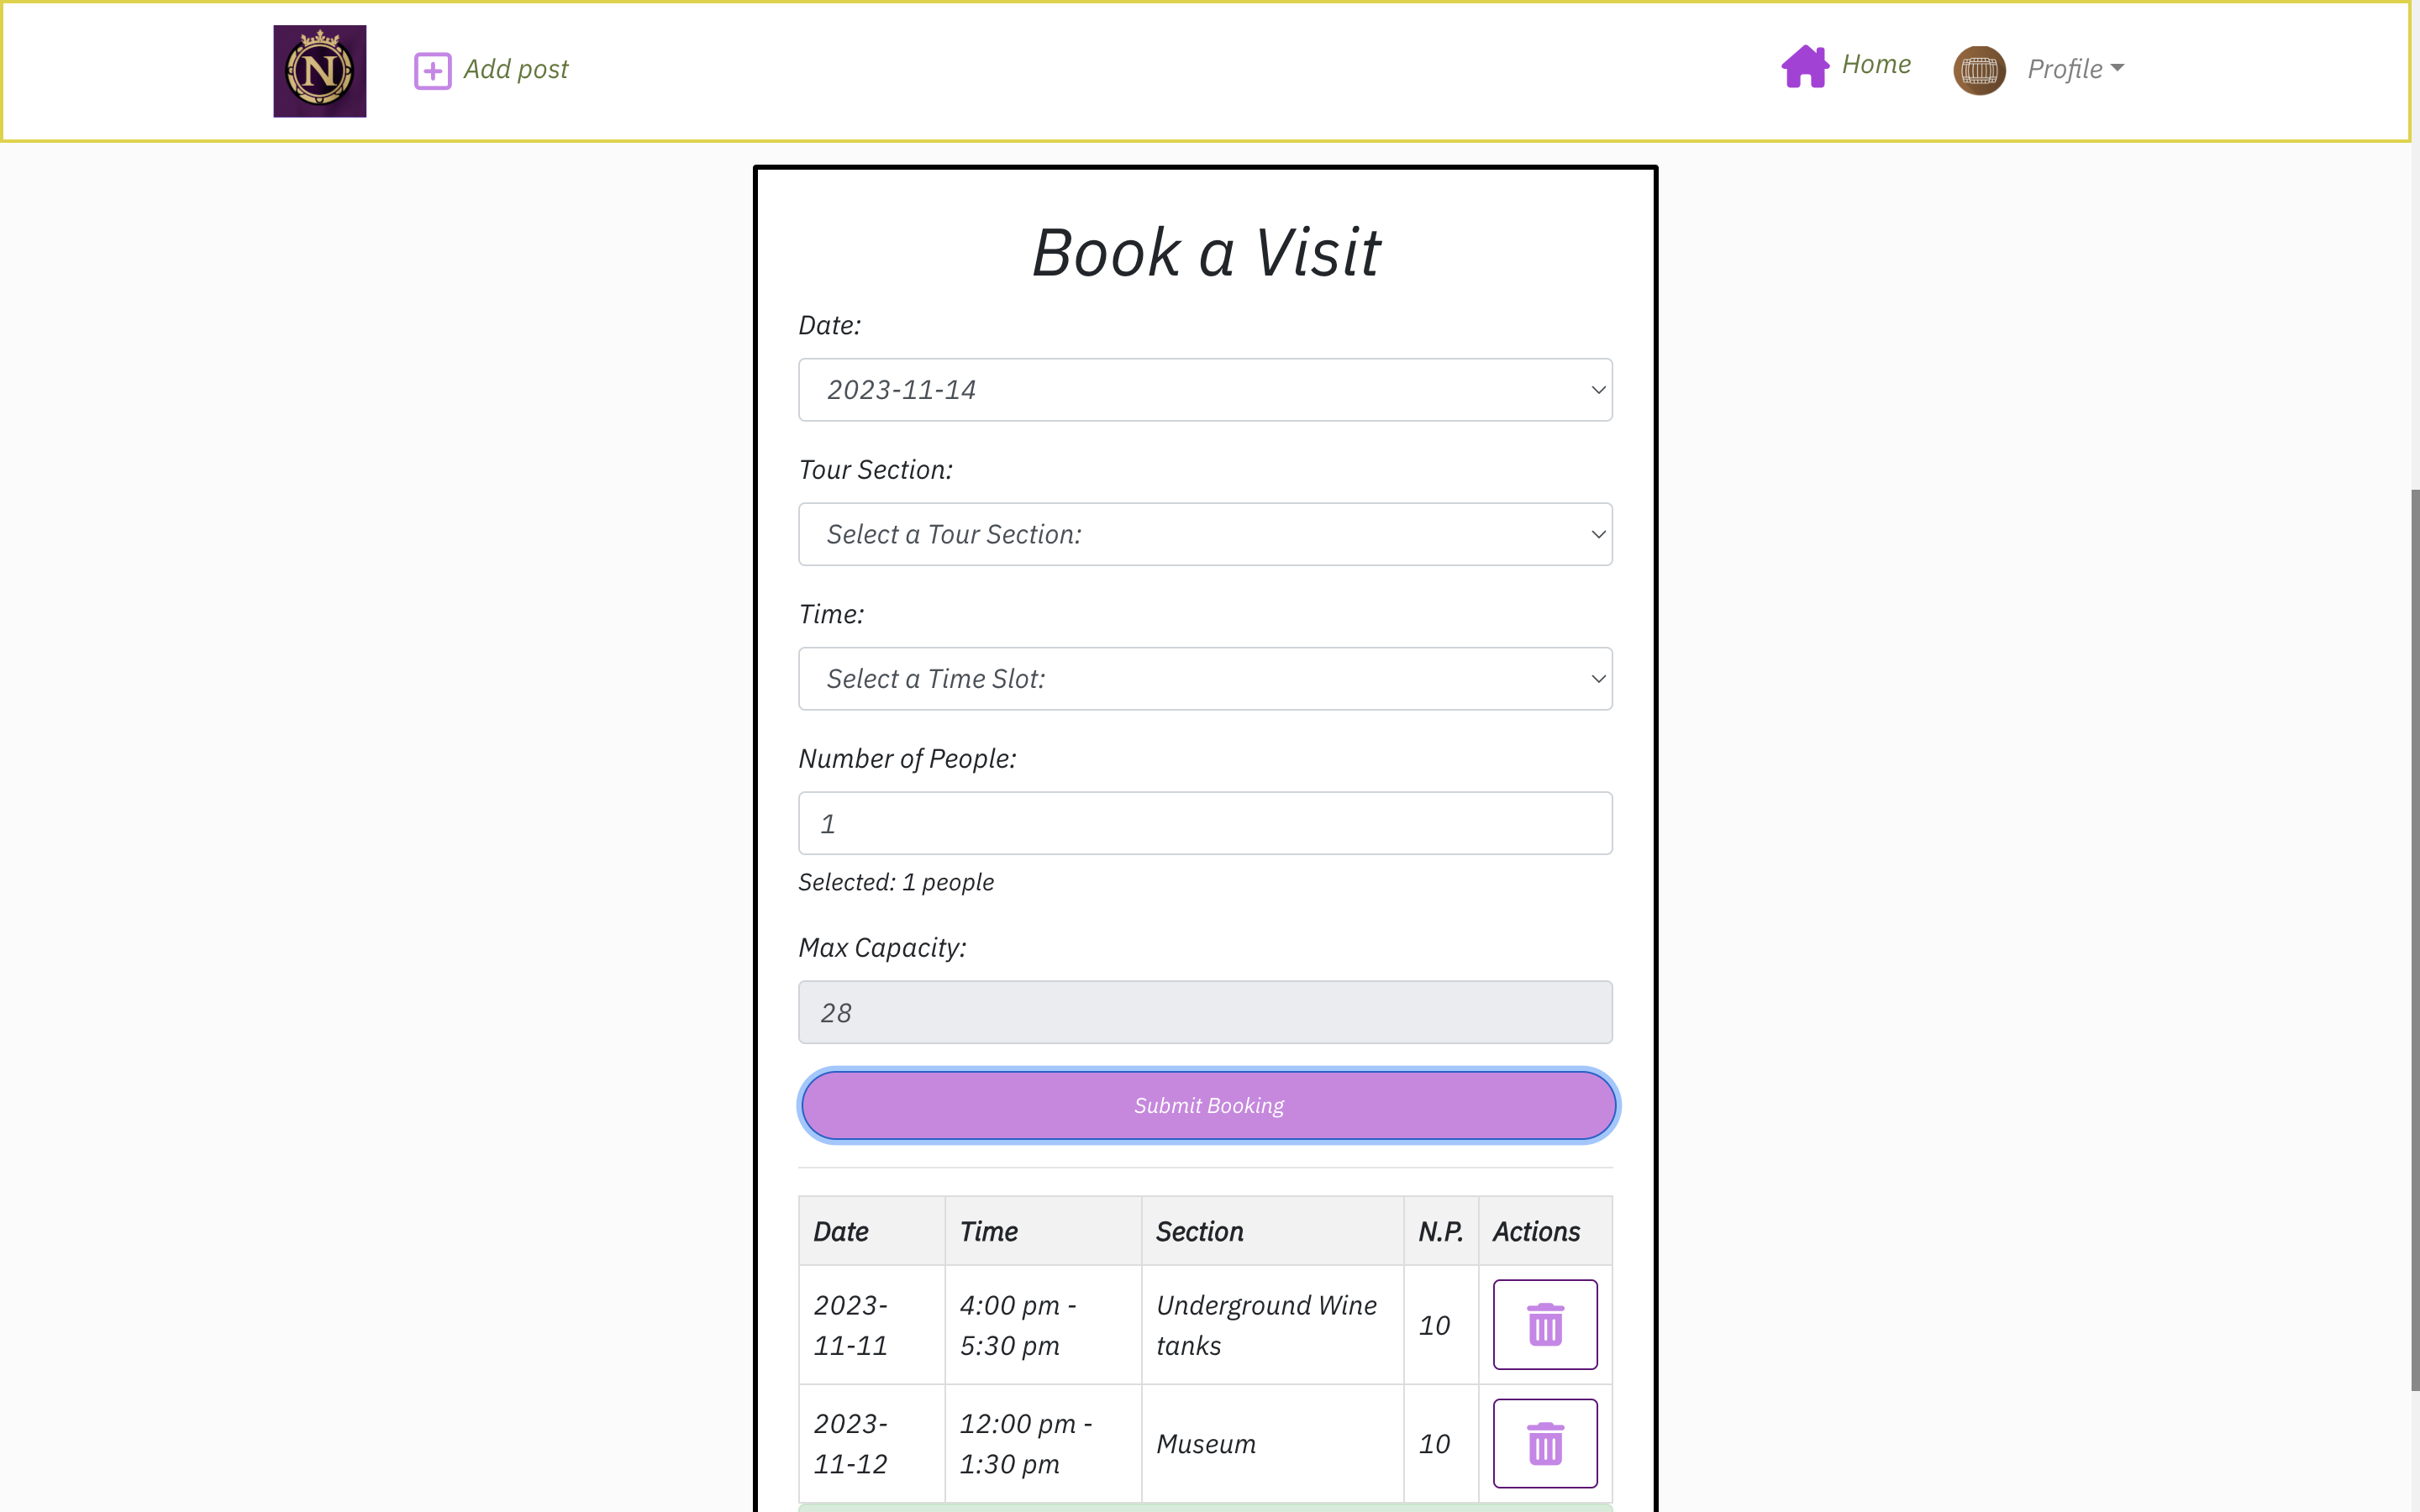 N
Add post
Home
Profile
Book a Visit
Date:
2023-11-14
Tour Section:
Select a Tour Section:
Time:
Select a Time Slot:
Number of People:
1
Selected: 1 people
Max Capacity:
28
Submit Booking
Date Time Section N.P. Actions
2023- 4:00 pm - Underground Wine
11-11 5:30 pm tanks 10
2023- 12:00 pm -
11-12 1:30 pm Museum 10